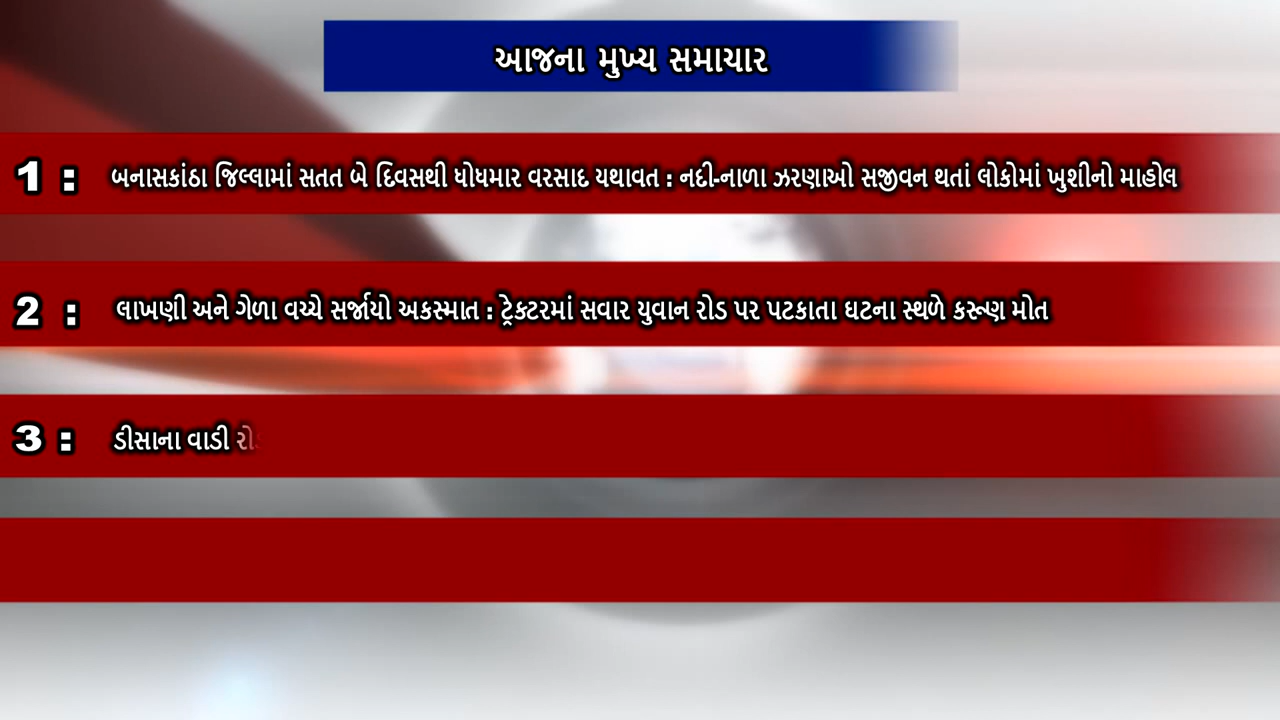 આજના મુખ્ય સમાચાર
1 : બનાસકાંઠા જિલ્લામાં સતત બે દિવસથી ધોધમાર વરસાદ યથાવત : નદી-નાળા ઝરણાઓ સજીવન થતાં લોકોમાં ખુશીનો માહોલ
2 : લાખણી અને ગેળા વચ્ચે સર્જાયો અકસ્માત : ટ્રેક્ટરમાં સવાર યુવાન રોડ પર પટકાતા ઘટના સ્થળે કરૂણ મોત
3 : ડીસાના વાડી